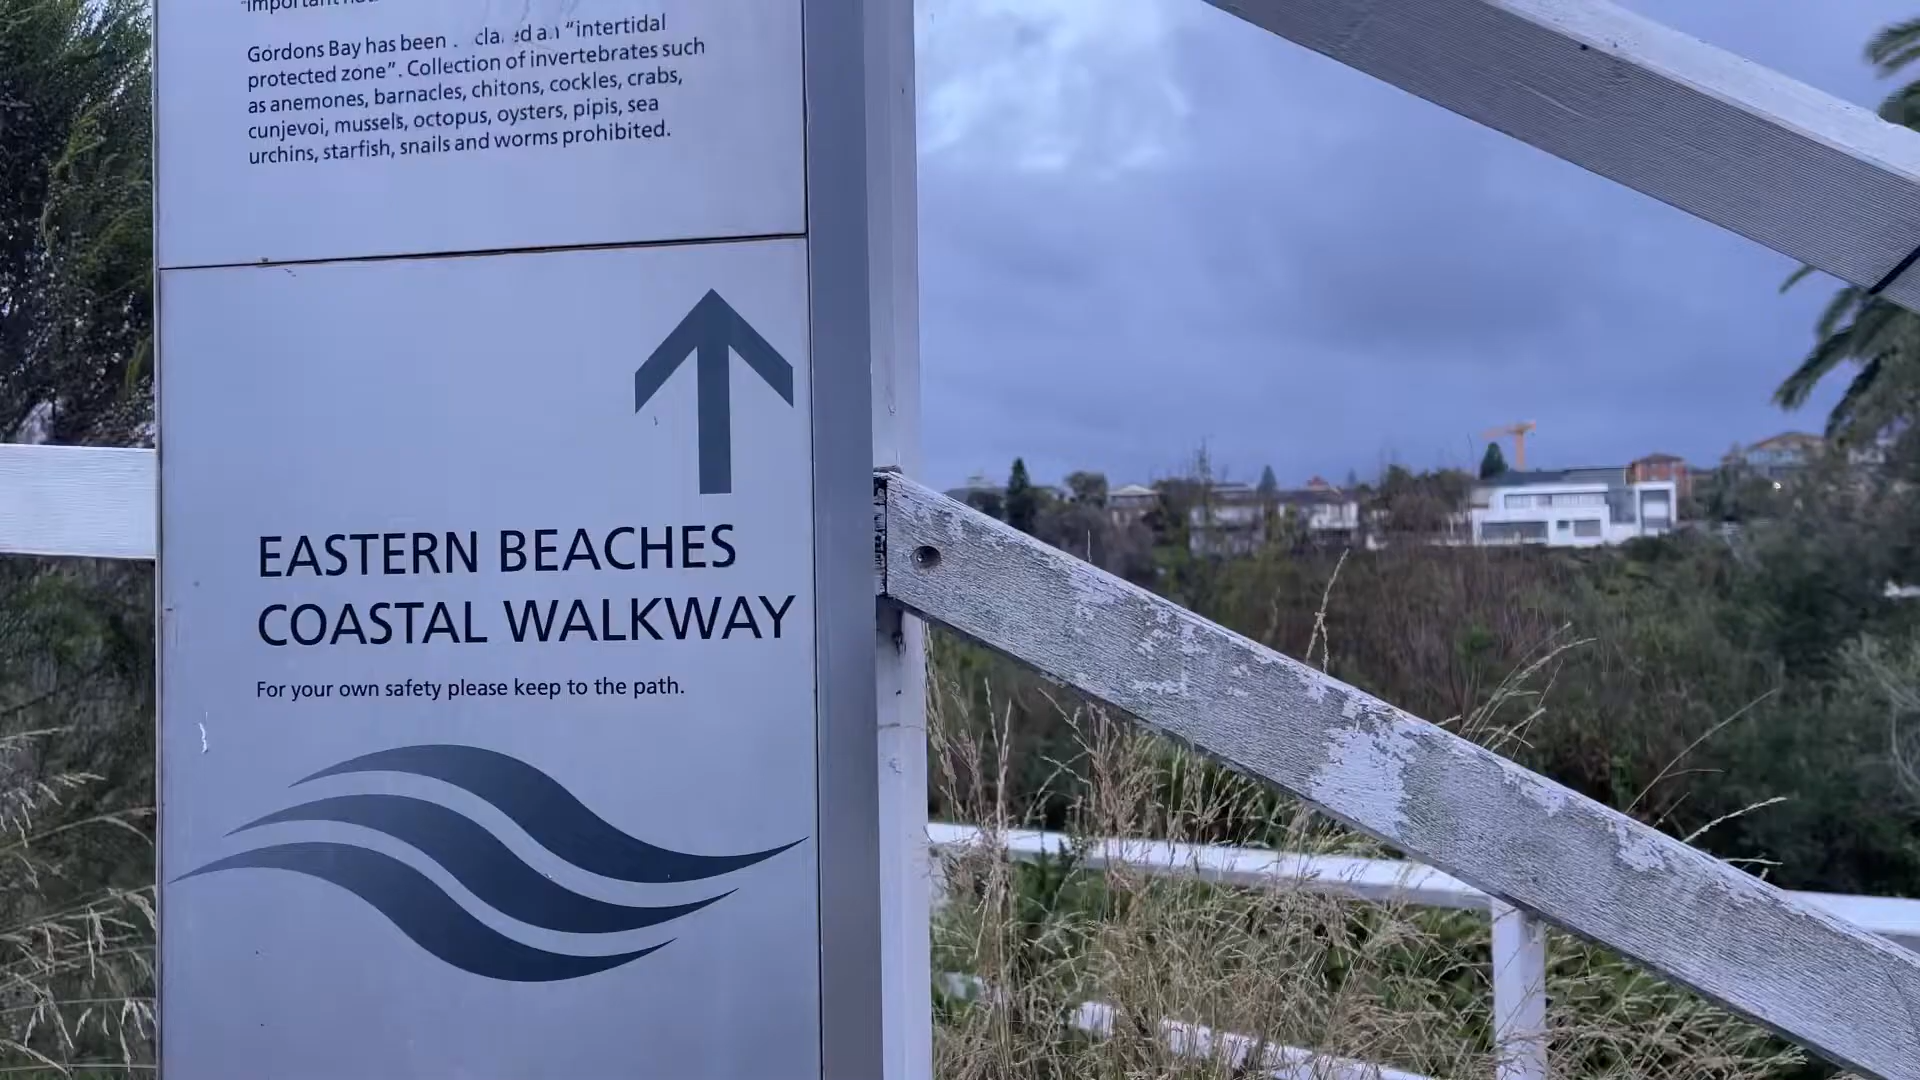 "important
Gordons Bay has been an "intertidal
protected zone". Collection of invertebrates such
as anemones, barnacles, chitons, cockles, crabs,
cunjevoi, mussels, octopus, oysters, pipis, sea
urchins, starfish, snails and worms prohibited.
EASTERN BEACHES
COASTAL WALKWAY
For your own safety please keep to the path.